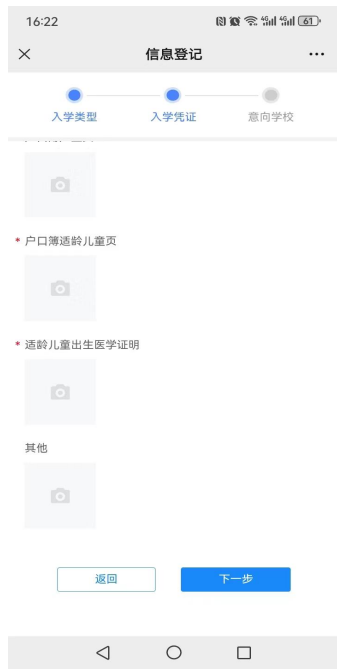 16:22
61
信息登记
入学类型
入学凭证
意向学校
* 户口簿适龄儿童页
* 适龄儿童出生医学证明
其他
返回
下一步